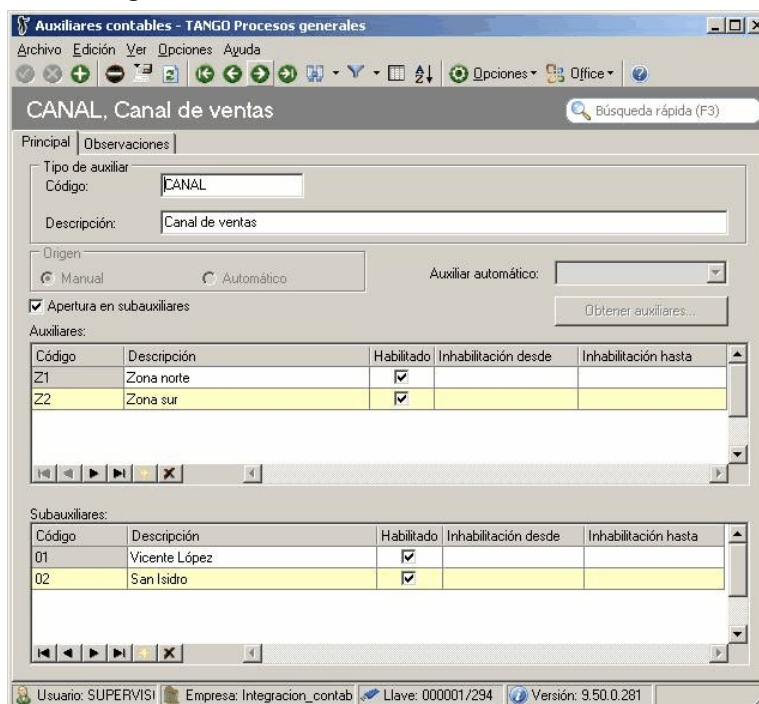 Auxiliares contables - TANGO Procesos generales
Archivo Edición Ver Opciones Ayuda
Opciones Office
CANAL, Canal de ventas
Búsqueda rápida (F3)
Principal Observaciones
Tipo de auxiliar
Código: CANAL
Descripción: Canal de ventas
Origen
Manual Automático Auxiliar automático:
Apertura en subauxiliares Obtener auxiliares...
Auxiliares:
Código Descripción Habilitado Inhabilitación desde Inhabilitación hasta
Z1 Zona norte
Z2 Zona sur
Subauxiliares:
Código Descripción Habilitado Inhabilitación desde Inhabilitación hasta
01 Vicente López
02 San Isidro
Usuario: SUPERVISI Empresa: Integracion_contab Llave: 000001/294 Versión: 9.50.0.281